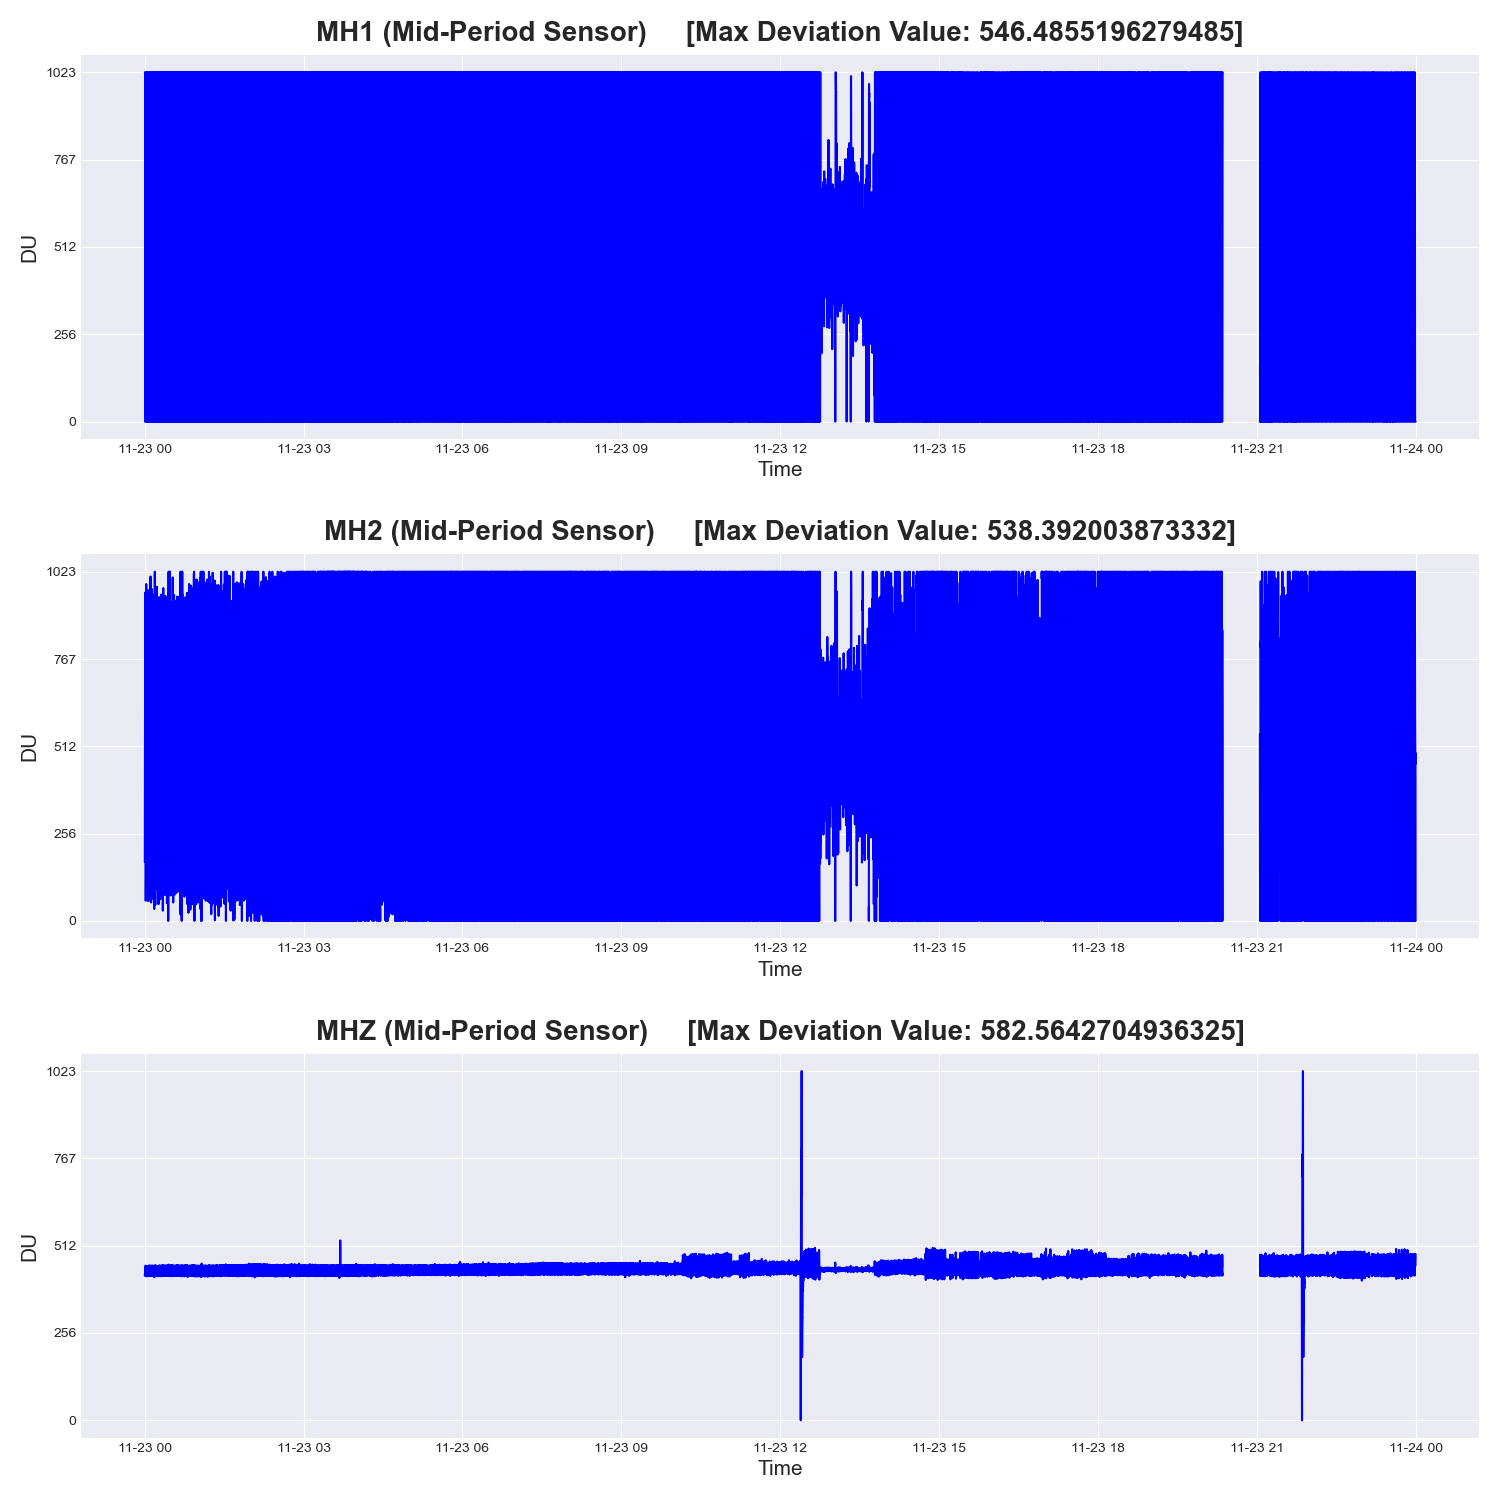 MH1 (Mid-Period Sensor) [Max Deviation Value: 546.4855196279485]
1023
767
512
256
0
DU
11-23 00 11-23 03 11-23 06 11-23 09 11-23 12 11-23 15 11-23 18 11-23 21 11-24 00
Time
MH2 (Mid-Period Sensor) [Max Deviation Value: 538.392003873332]
1023
767
512
256
0
DU
11-23 00 11-23 03 11-23 06 11-23 09 11-23 12 11-23 15 11-23 18 11-23 21 11-24 00
Time
MHZ (Mid-Period Sensor) [Max Deviation Value: 582.5642704936325]
1023
767
512
256
0
DU
11-23 00 11-23 03 11-23 06 11-23 09 11-23 12 11-23 15 11-23 18 11-23 21 11-24 00
Time